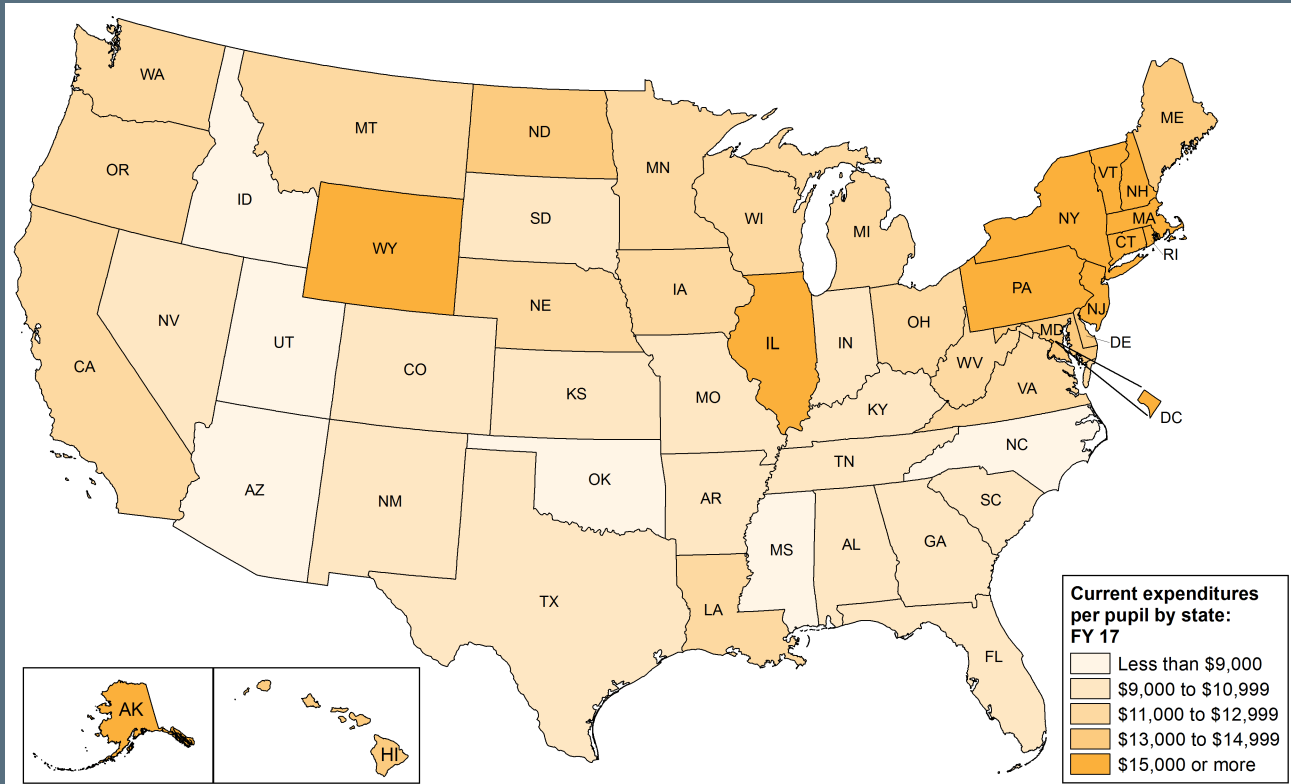 WA
MT
ND
MN
ME
OR
ID
SD
WI
MI
VT
NH
NY
MA
CT
RI
WY
IA
NE
PA
NJ
NV
UT
CO
KS
MO
IL
IN
OH
MD
DE
WV
VA
CA
KY
DC
AZ
NM
OK
AR
TN
NC
SC
MS
AL
GA
TX
LA
FL
AK
HI
Current expenditures
per pupil by state:
FY 17
Less than $9,000
$9,000 to $10,999
$11,000 to $12,999
$13,000 to $14,999
$15,000 or more